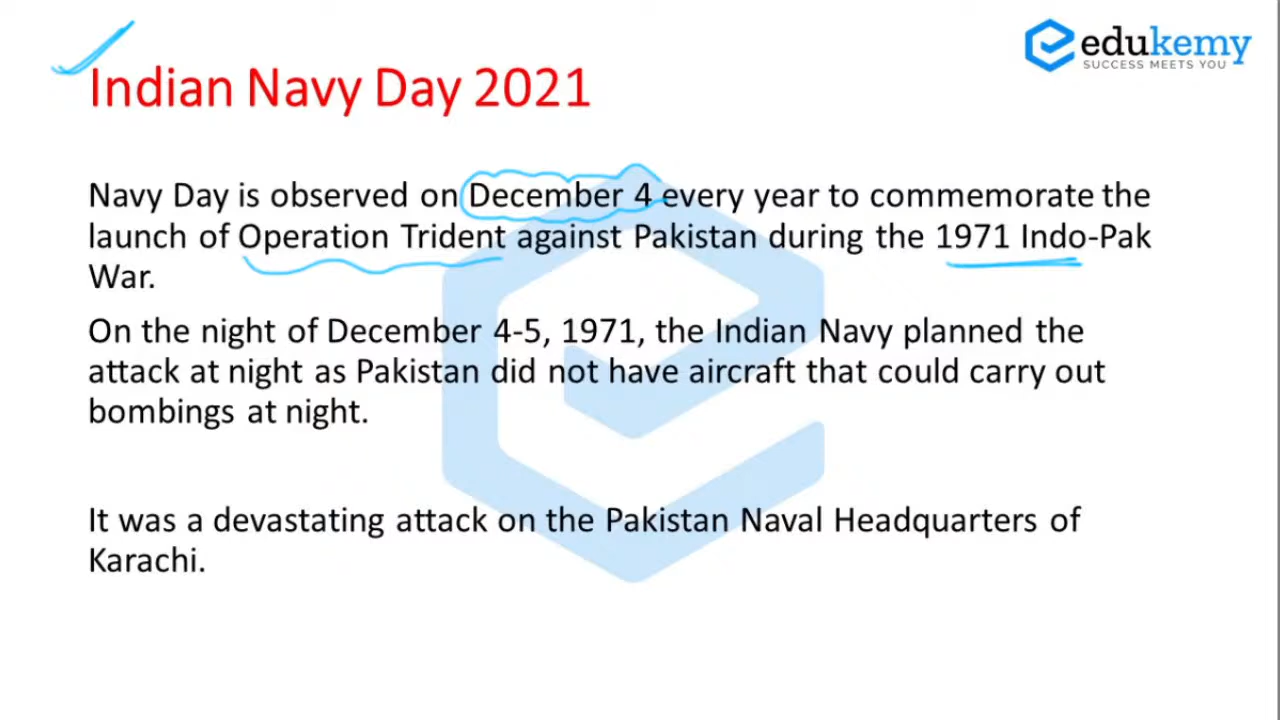 edukemy
SUCCESS MEETS YOU
Indian Navy Day 2021
Navy Day is observed on December 4 every year to commemorate the
launch of Operation Trident against Pakistan during the 1971 Indo-Pak
War.
On the night of December 4-5, 1971, the Indian Navy planned the
attack at night as Pakistan did not have aircraft that could carry out
bombings at night.
It was a devastating attack on the Pakistan Naval Headquarters of
Karachi.